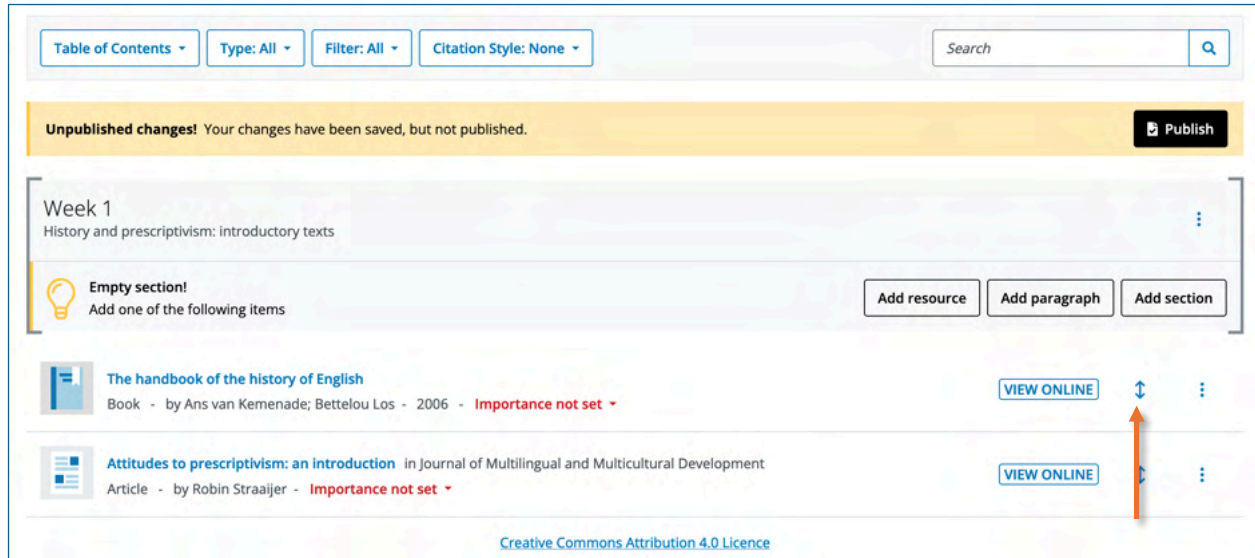 Table of Contents Type: All Filter: All Citation Style: None Search
Unpublished changes! Your changes have been saved, but not published. Publish
Week 1
History and prescriptivism: introductory texts
Empty section!
Add one of the following items
Add resource Add paragraph Add section
The handbook of the history of English
Book - by Ans van Kemenade; Bettelou Los - 2006 - Importance not set
VIEW ONLINE
Attitudes to prescriptivism: an introduction in Journal of Multilingual and Multicultural Development
Article - by Robin Straaijer - Importance not set
VIEW ONLINE
Creative Commons Attribution 4.0 Licence